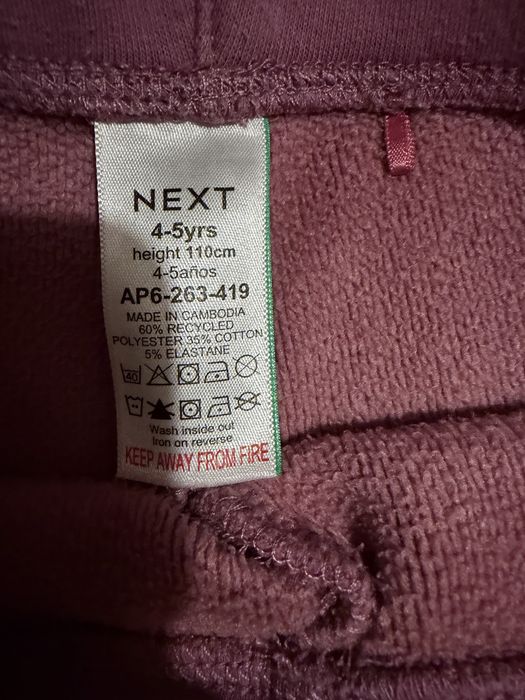 NEXT
4-5yrs
height 110cm
4-5años
AP6-263-419
MADE IN CAMBODIA
60% RECYCLED
POLYESTER 35% COTTON
5% ELASTANE
40
Wash inside out
Iron on reverse
KEEP AWAY FROM FIRE